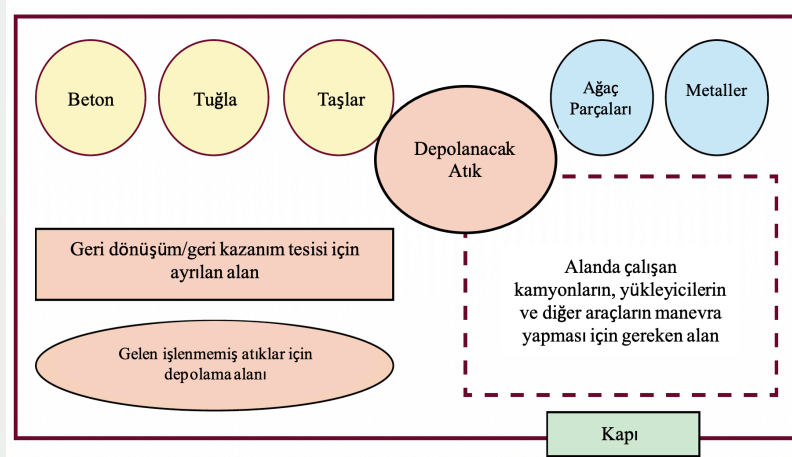 Beton
Tuğla
Taşlar
Depolanacak
Atık
Ağaç
Parçaları
Metaller
Geri dönüşüm/geri kazanım tesisi için
ayrılan alan
Alanda çalışan
kamyonların, yükleyicilerin
ve diğer araçların manevra
yapması için gereken alan
Gelen işlenmemiş atıklar için
depolama alanı
Kapı